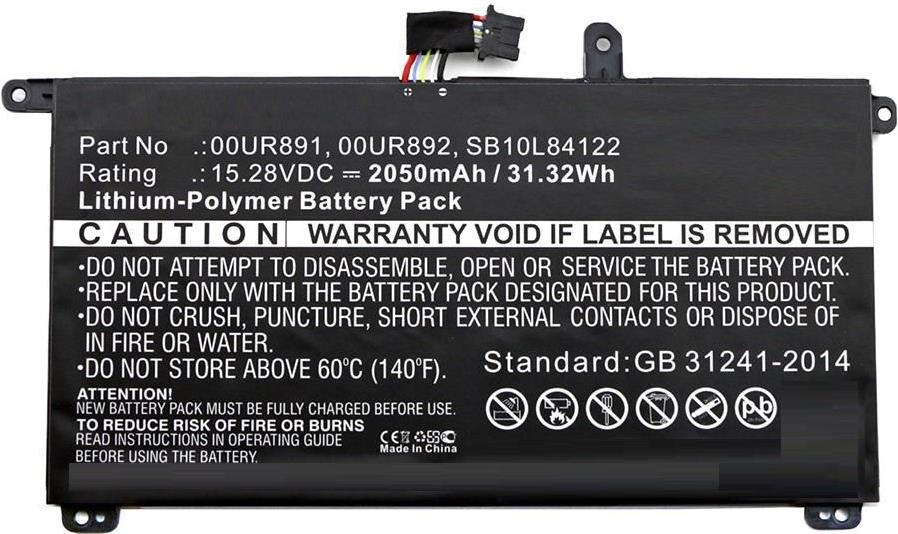 + −
Part No .:00UR891, 00UR892, SB10L84122
Rating .:15.28VDC ⎓ 2050mAh / 31.32Wh
Lithium-Polymer Battery Pack
CAUTION WARRANTY VOID IF LABEL IS REMOVED
•DO NOT ATTEMPT TO DISASSEMBLE, OPEN OR SERVICE THE BATTERY PACK.
•REPLACE ONLY WITH THE BATTERY PACK DESIGNATED FOR THIS PRODUCT.
•DO NOT CRUSH, PUNCTURE, SHORT EXTERNAL CONTACTS OR DISPOSE OF
IN FIRE OR WATER.
•DO NOT STORE ABOVE 60°C (140°F).
Standard:GB 31241-2014
ATTENTION!
NEW BATTERY PACK MUST BE FULLY CHARGED BEFORE USE.
TO REDUCE RISK OF FIRE OR BURNS
READ INSTRUCTIONS IN OPERATING GUIDE
BEFORE USING THE BATTERY.
CE
Made In China
Pb